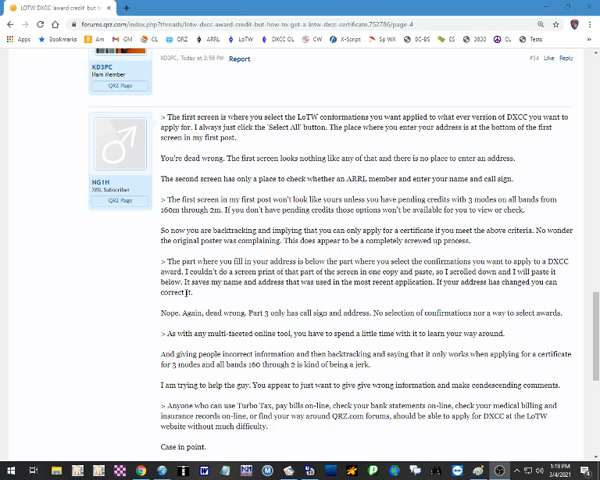 LOTW DXCC 'award credit' but h
forums.qrz.com/index.php?threads/lotw-dxcc-award-credit-but-how-to-get-a-lotw-dxcc-certificate.752786/page-4
Apps
Aran
GM
CL
QRZ
ARRL
LoTW
DXCC OL
CW
X-Script
Sp WX
BC-BS
ES
3830
CL
Tests
KD3PC
Ham Member
QRZ Page
KD3PC, Today at 2:58 PM Report
#34 Like Reply
NG1H
XML Subscriber
QRZ Page
> The first screen is where you select the LoTW conformations you want applied to what ever version of DXCC you want to
apply for. I always just click the 'Select All' button. The place where you enter your address is at the bottom of the first
screen in my first post.
You're dead wrong. The first screen looks nothing like any of that and there is no place to enter an address.
The second screen has only a place to check whether an ARRL member and enter your name and call sign.
> The first screen in my first post won't look like yours unless you have pending credits with 3 modes on all bands from
160m through 2m. If you don't have pending credits those options won't be available for you to view or check.
So now you are backtracking and implying that you can only apply for a certificate if you meet the above criteria. No wonder
the original poster was complaining. This does appear to be a completely screwed up process.
> The part where you fill in your address is below the part where you select the confirmations you want to apply to a DXCC
award. I couldn't do a screen print of that part of the screen in one copy and paste, so I scrolled down and I will paste it
below. It saves my name and address that was used in the most recent application. If your address has changed you can
correct it.
Nope. Again, dead wrong. Part 3 only has call sign and address. No selection of confirmations nor a way to select awards.
> As with any multi-faceted online tool, you have to spend a little time with it to learn your way around.
And giving people incorrect information and then backtracking and saying that it only works when applying for a certificate
for 3 modes and all bands 160 through 2 is kind of being a jerk.
I am trying to help the guy. You appear to just want to give give wrong information and make condescending comments.
> Anyone who can use Turbo Tax, pay bills on-line, check your bank statements on-line, check your medical billing and
insurance records on-line, or find your way around QRZ.com forums, should be able to apply for DXCC at the LoTW
website without much difficulty.
Case in point.
1:19 PM
3/4/2021